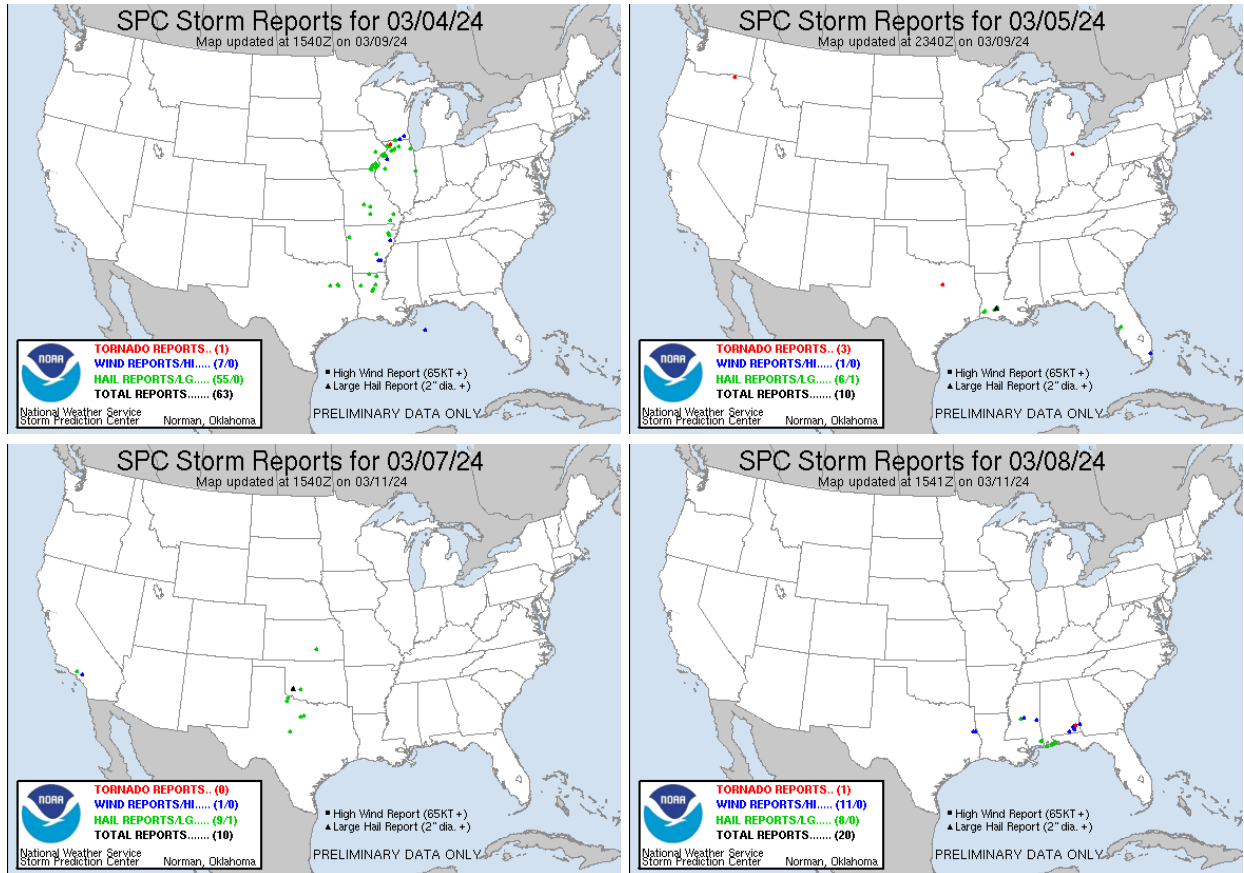 SPC Storm Reports for 03/04/24
Map updated at 1540Z on 03/09/24
NOAA
TORNADO REPORTS.. (1)
WIND REPORTS/HI..... (7/0)
HAIL REPORTS/LG..... (55/0)
TOTAL REPORTS....... (63)
National Weather Service
Storm Prediction Center Norman, Oklahoma
High Wind Report (65KT +)
Large Hail Report (2" dia. +)
PRELIMINARY DATA ONLY
SPC Storm Reports for 03/05/24
Map updated at 2340Z on 03/09/24
NOAA
TORNADO REPORTS.. (3)
WIND REPORTS/HI..... (1/0)
HAIL REPORTS/LG..... (6/1)
TOTAL REPORTS....... (10)
National Weather Service
Storm Prediction Center Norman, Oklahoma
High Wind Report (65KT +)
Large Hail Report (2" dia. +)
PRELIMINARY DATA ONLY
SPC Storm Reports for 03/07/24
Map updated at 1540Z on 03/11/24
NOAA
TORNADO REPORTS.. (0)
WIND REPORTS/HI..... (1/0)
HAIL REPORTS/LG..... (9/1)
TOTAL REPORTS....... (10)
National Weather Service
Storm Prediction Center Norman, Oklahoma
High Wind Report (65KT +)
Large Hail Report (2" dia. +)
PRELIMINARY DATA ONLY
SPC Storm Reports for 03/08/24
Map updated at 1541Z on 03/11/24
NOAA
TORNADO REPORTS.. (1)
WIND REPORTS/HI..... (11/0)
HAIL REPORTS/LG..... (8/0)
TOTAL REPORTS....... (20)
National Weather Service
Storm Prediction Center Norman, Oklahoma
High Wind Report (65KT +)
Large Hail Report (2" dia. +)
PRELIMINARY DATA ONLY